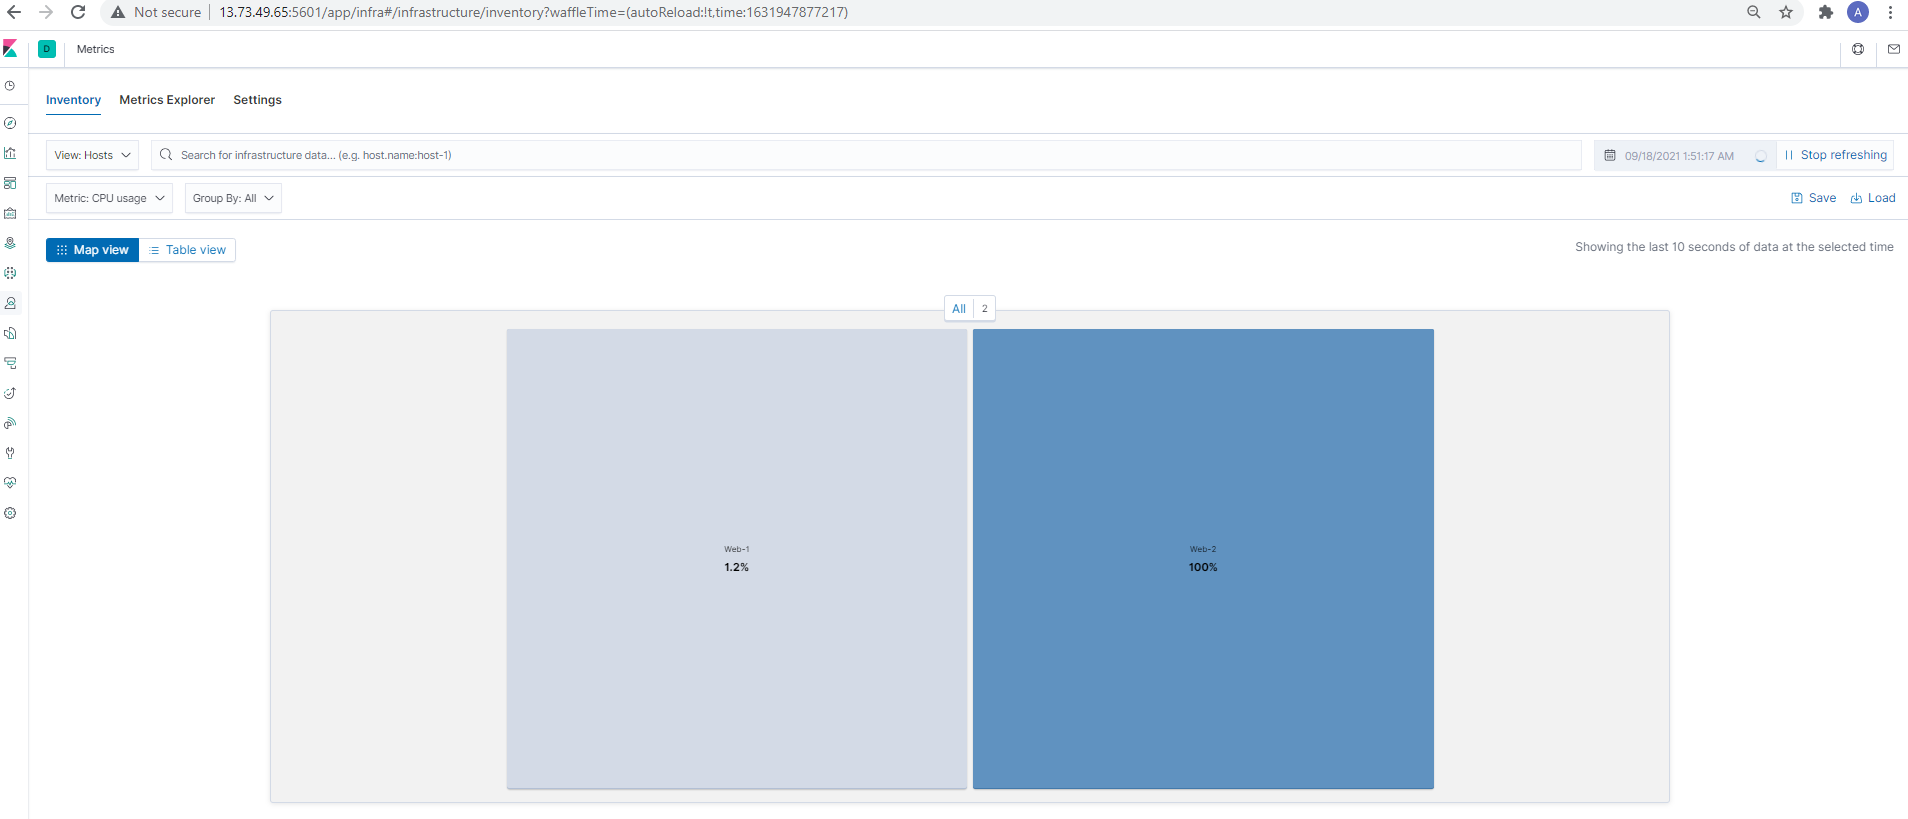 Not secure 13.73.49.65:5601/app/infra#/infrastructure/inventory?waffleTime=(autoReload:!t,time:1631947877217) A
D Metrics
Inventory Metrics Explorer Settings
View: Hosts Search for infrastructure data... (e.g. host.name:host-1) 09/18/2021 1:51:17 AM Stop refreshing
Metric: CPU usage Group By: All Save Load
Map view Table view Showing the last 10 seconds of data at the selected time
All 2
Web-1 Web-2
1.2% 100%